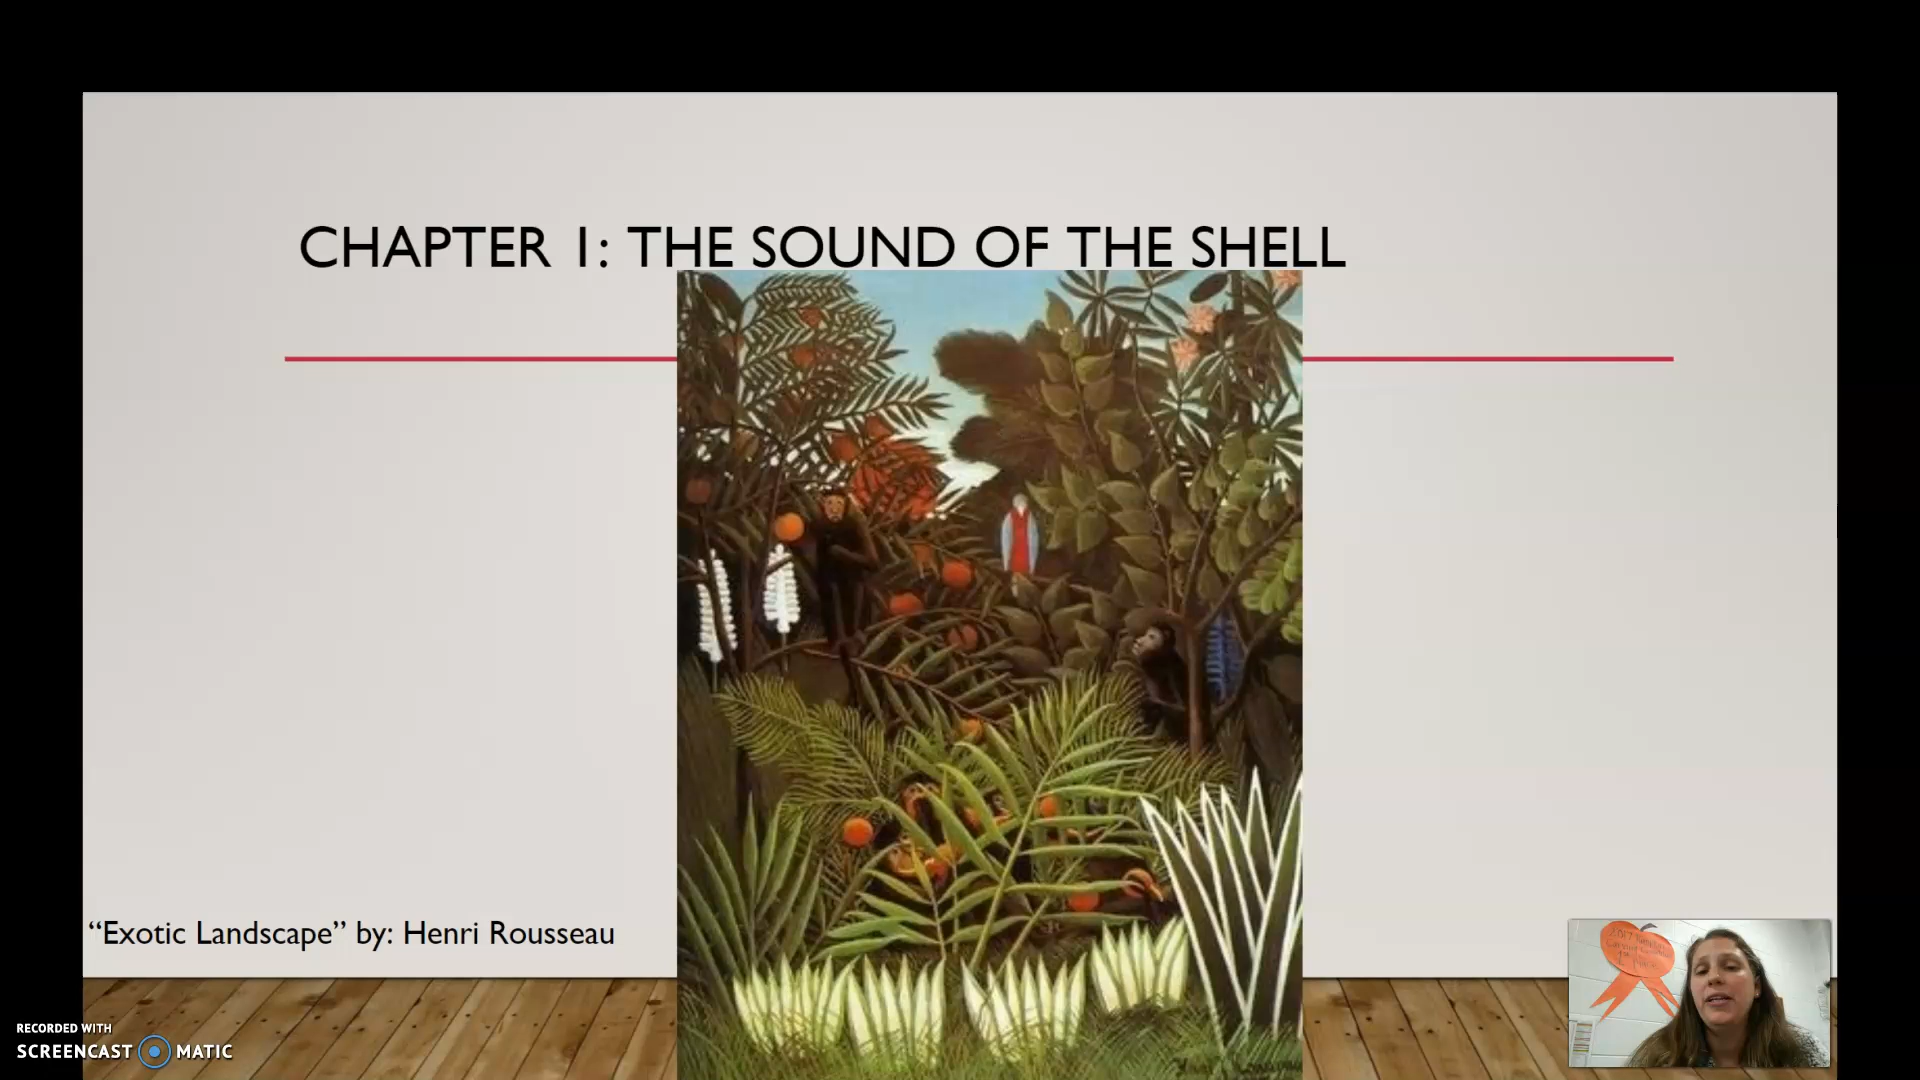 CHAPTER 1: THE SOUND OF THE SHELL
“Exotic Landscape” by: Henri Rousseau
RECORDED WITH
SCREENCAST MATIC